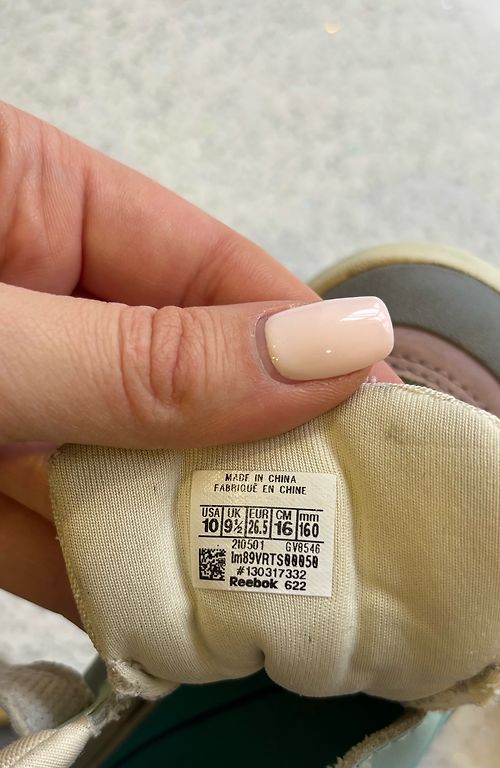 MADE IN CHINA
FABRIQUÉ EN CHINE
USA UK EUR CM mm
10 9½ 26.5 16 160
210501 GV8546
lm89VRTS00050
#130317332
Reebok 622